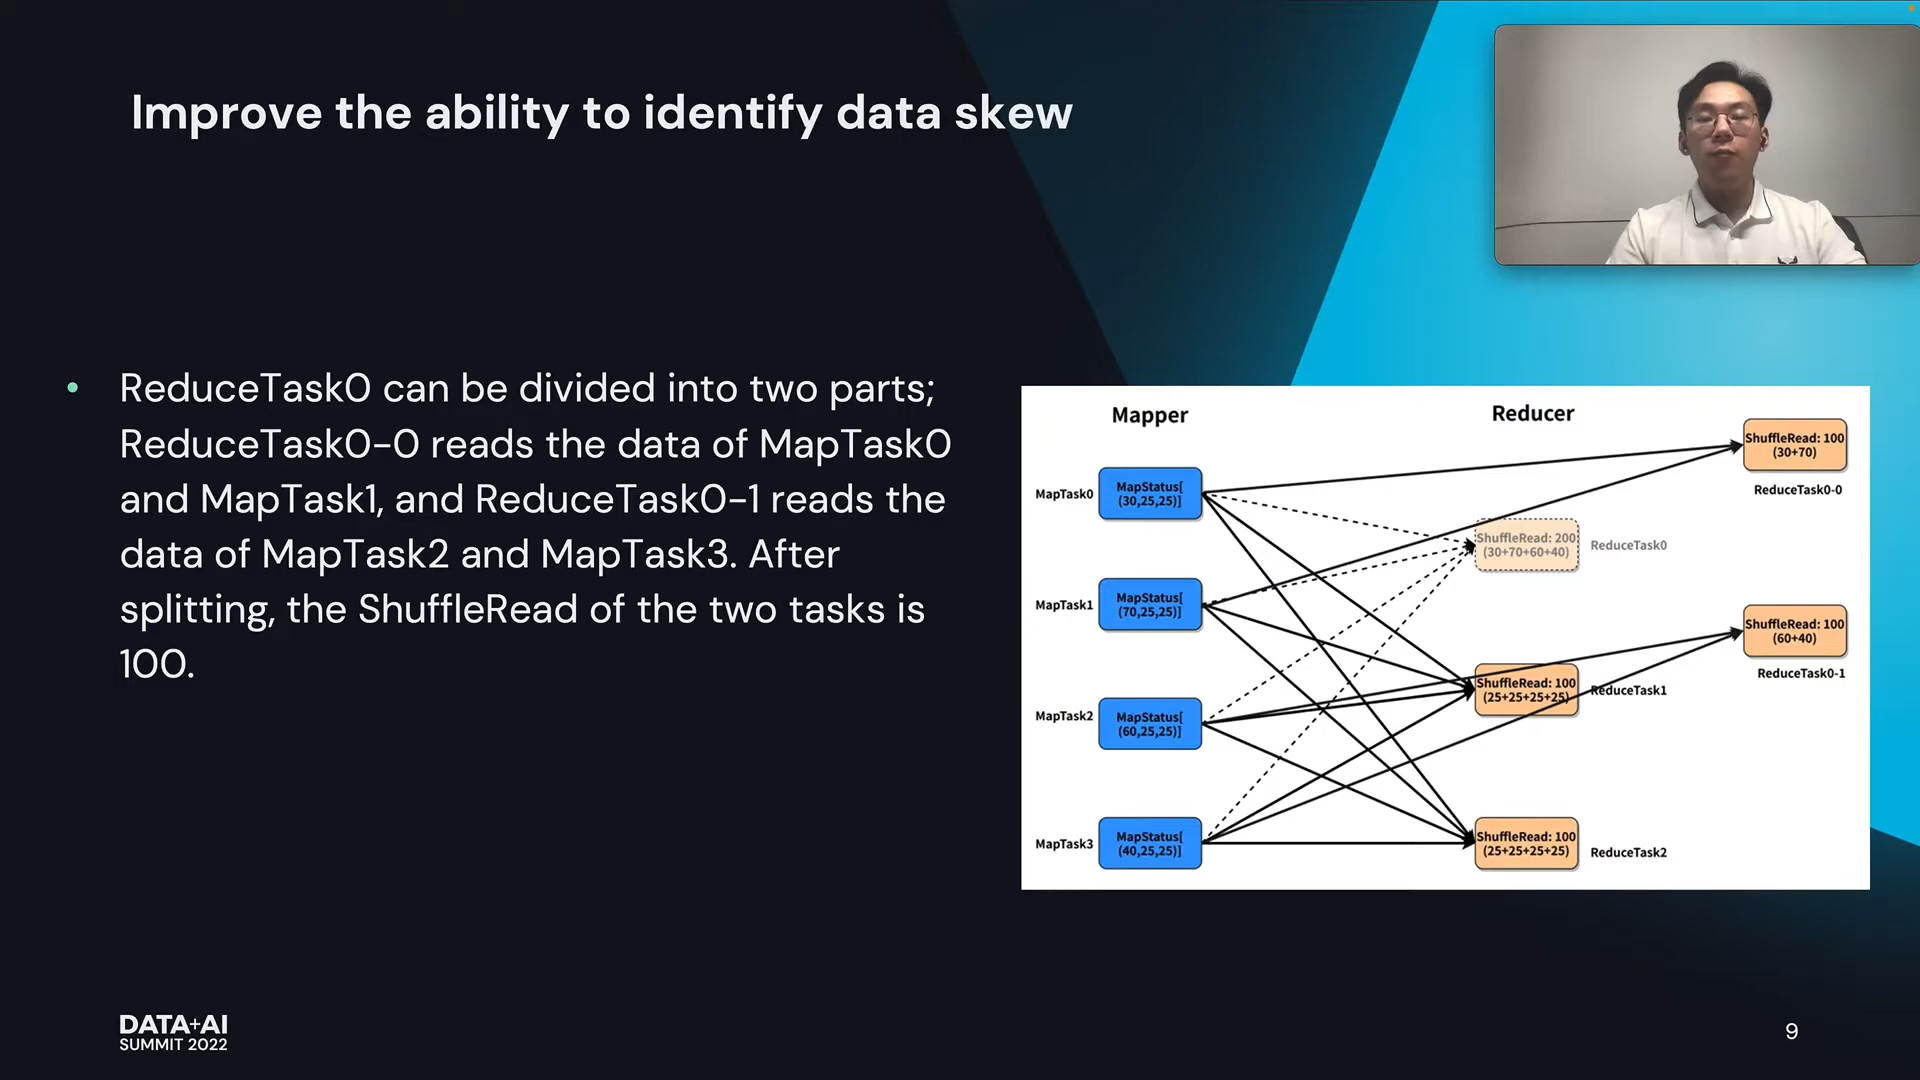 Improve the ability to identify data skew
• ReduceTask0 can be divided into two parts;
ReduceTask0-0 reads the data of MapTask0
and MapTask1, and ReduceTask0-1 reads the
data of MapTask2 and MapTask3. After
splitting, the ShuffleRead of the two tasks is
100.
Mapper
Reducer
ShuffleRead: 100
(30+70)
ReduceTask0-0
MapTask0
MapStatus[
(30,25,25)]
ShuffleRead: 200
(30+70+60+40)
ReduceTask0
MapTask1
MapStatus[
(70,25,25)]
ShuffleRead: 100
(60+40)
ReduceTask0-1
ShuffleRead: 100
(25+25+25+25)
ReduceTask1
MapTask2
MapStatus[
(60,25,25)]
MapTask3
MapStatus[
(40,25,25)]
ShuffleRead: 100
(25+25+25+25)
ReduceTask2
DATA+AI
SUMMIT 2022
9